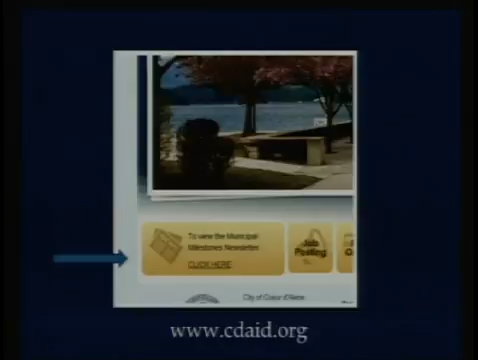 To view the Municipal
Milestones Newsletter
CLICK HERE
Job
Posting
City of Coeur d'Alene
www.cdaid.org